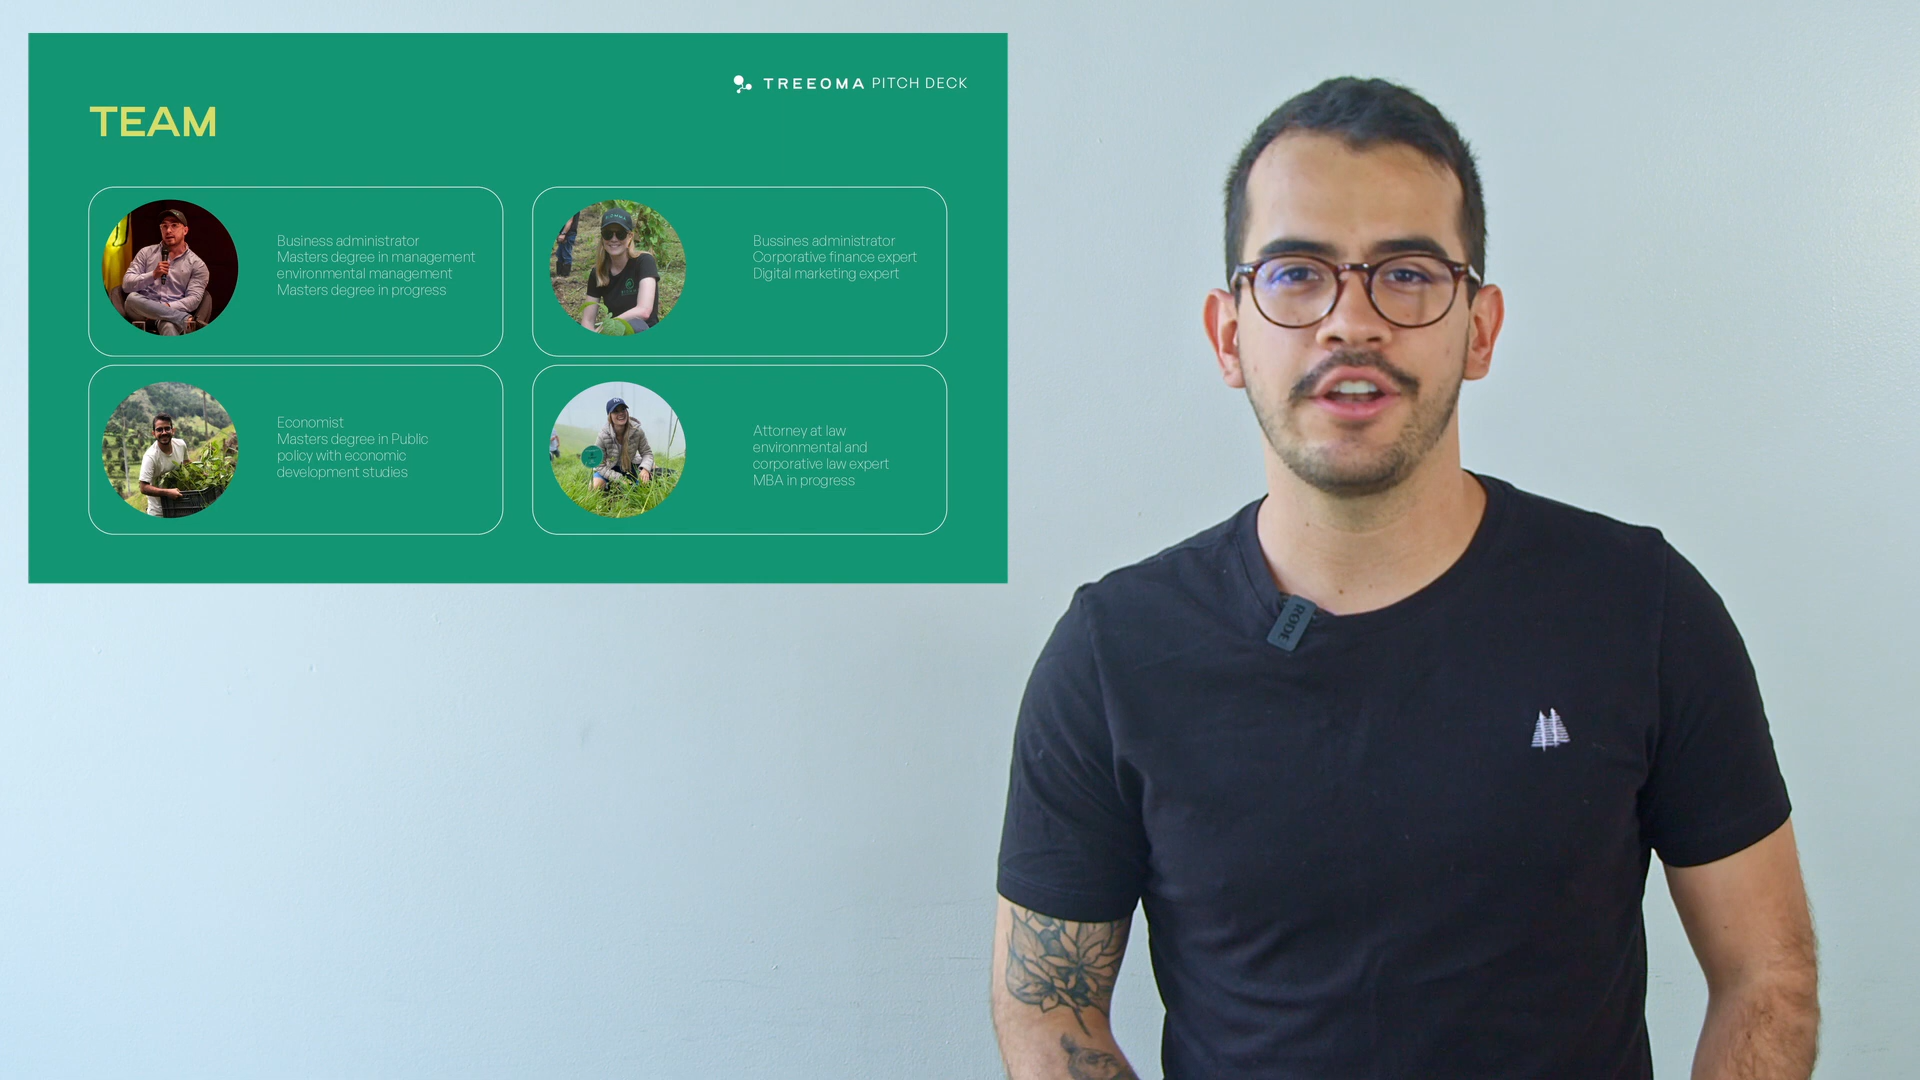 TREEOMA PITCH DECK
TEAM
Business administrator
Masters degree in management
environmental management
Masters degree in progress
Bussines administrator
Corporative finance expert
Digital marketing expert
Economist
Masters degree in Public
policy with economic
development studies
Attorney at law
environmental and
corporative law expert
MBA in progress
RODE